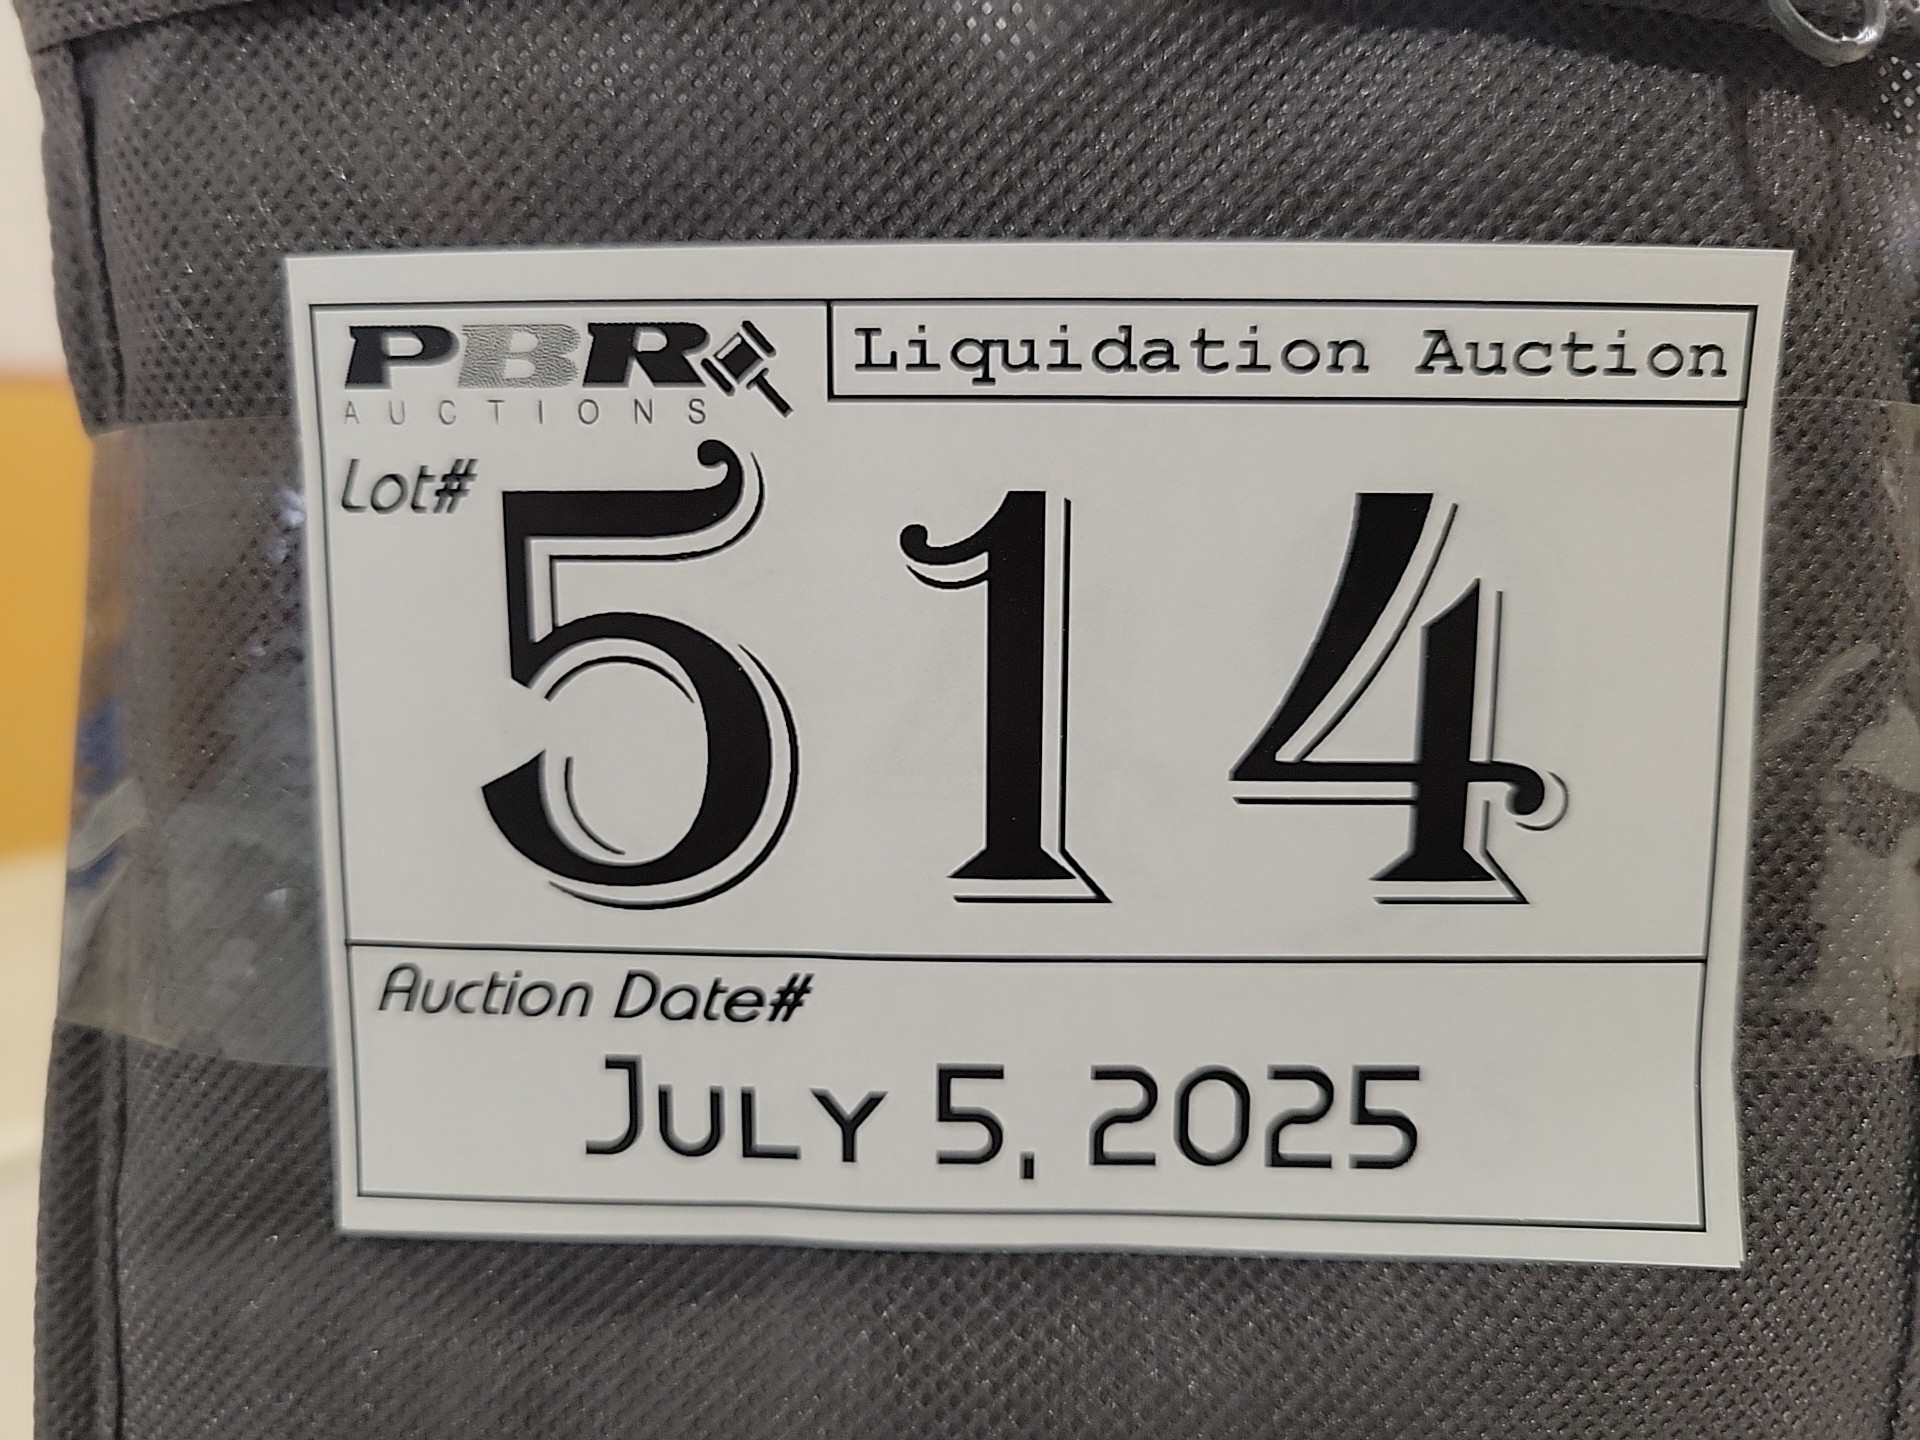 PBR
AUCTIONS
Liquidation Auction
Lot#
514
Auction Date#
July 5, 2025